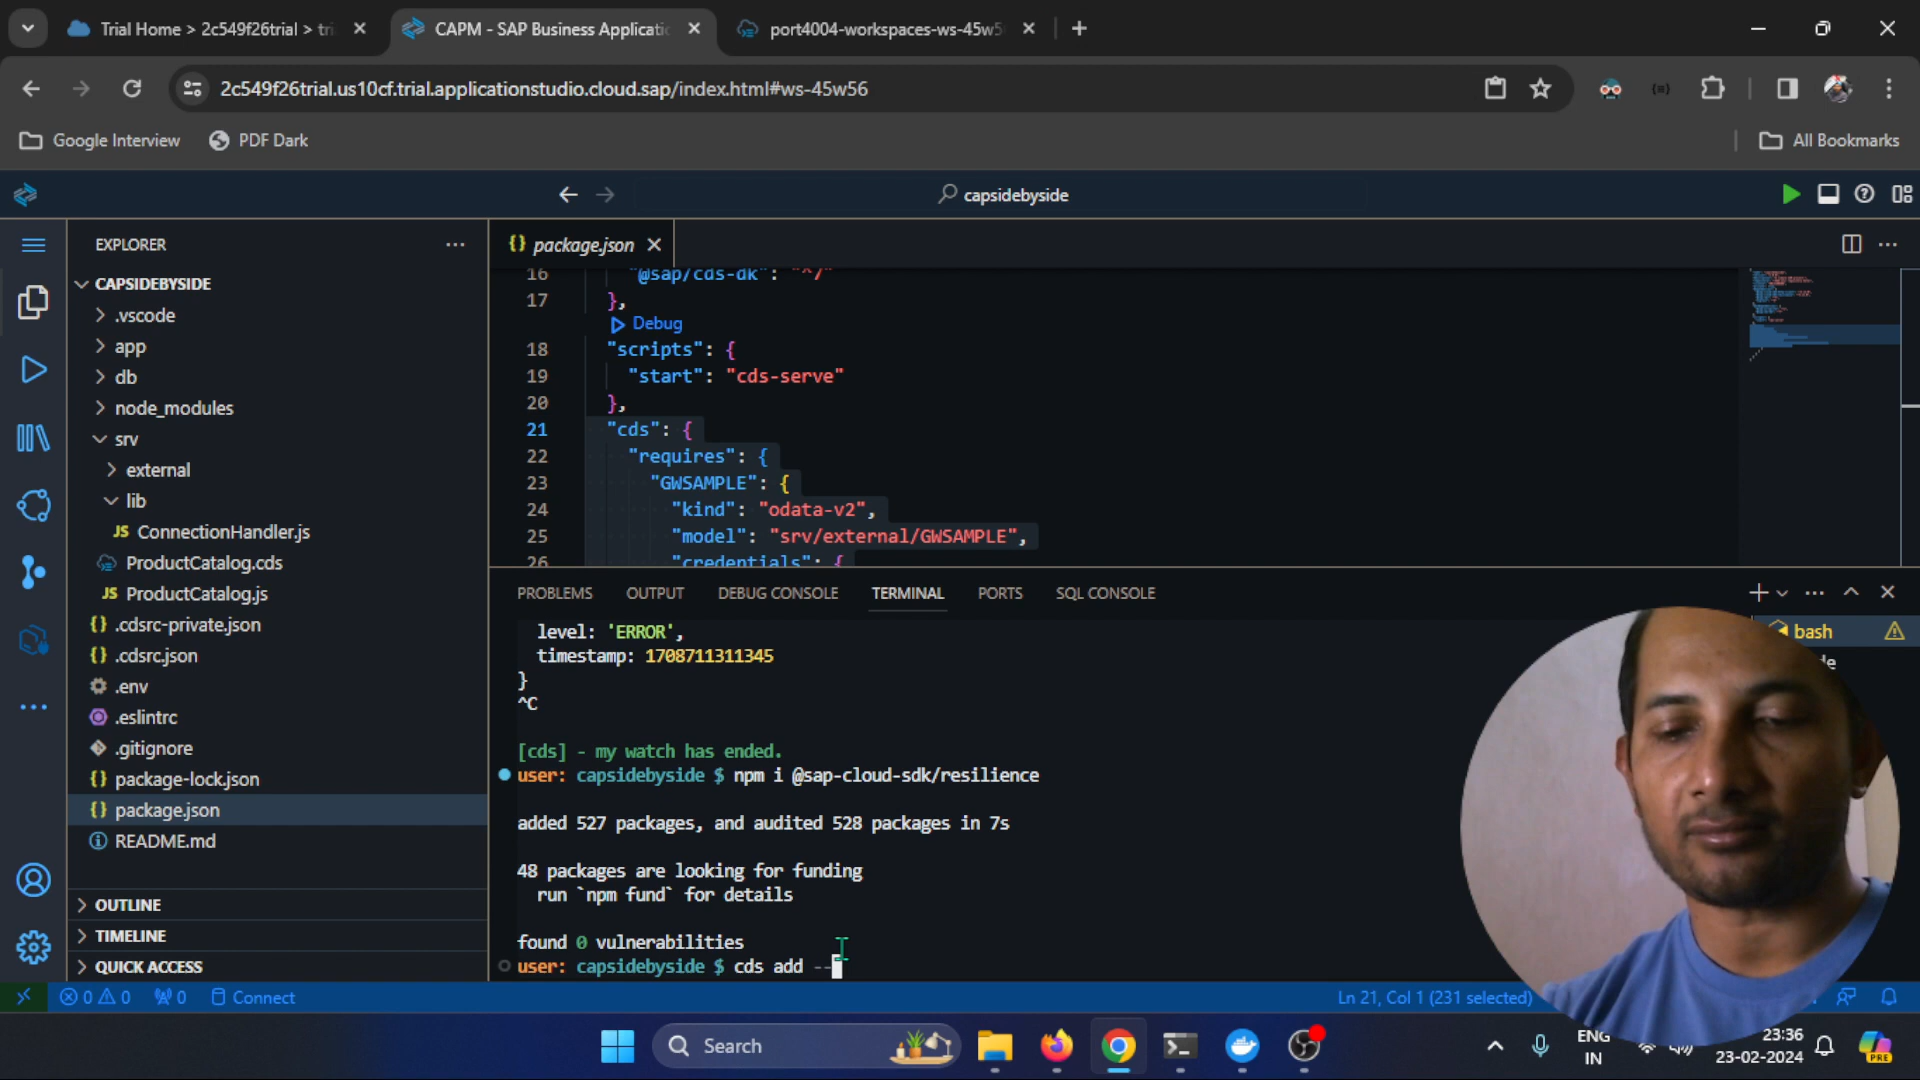 Trial Home > 2c549f26trial > tri
CAPM - SAP Business Applicati
port4004-workspaces-ws-45w5
2c549f26trial.us10cf.trial.applicationstudio.cloud.sap/index.html#ws-45w56
Google Interview
PDF Dark
All Bookmarks
capsidebyside
EXPLORER
CAPSIDEBYSIDE
.vscode
app
db
node_modules
srv
external
lib
JS ConnectionHandler.js
ProductCatalog.cds
JS ProductCatalog.js
{} .cdsrc-private.json
{} .cdsrc.json
.env
.eslintrc
.gitignore
{} package-lock.json
{} package.json
README.md
OUTLINE
TIMELINE
QUICK ACCESS
{} package.json
16 "@sap/cds-dk": "^7"
17 },
Debug
18 "scripts": {
19 "start": "cds-serve"
20 },
21 "cds": {
22 "requires": {
23 "GWSAMPLE": {
24 "kind": "odata-v2",
25 "model": "srv/external/GWSAMPLE",
26 "credentials": {
PROBLEMS OUTPUT DEBUG CONSOLE TERMINAL PORTS SQL CONSOLE
bash
de
level: 'ERROR',
timestamp: 1708711311345
}
^C
[cds] - my watch has ended.
user: capsidebyside $ npm i @sap-cloud-sdk/resilience
added 527 packages, and audited 528 packages in 7s
48 packages are looking for funding
run `npm fund` for details
found 0 vulnerabilities
user: capsidebyside $ cds add --
0 0 0 Connect
Ln 21, Col 1 (231 selected)
Search
ENG
IN
23:36
23-02-2024
PRE